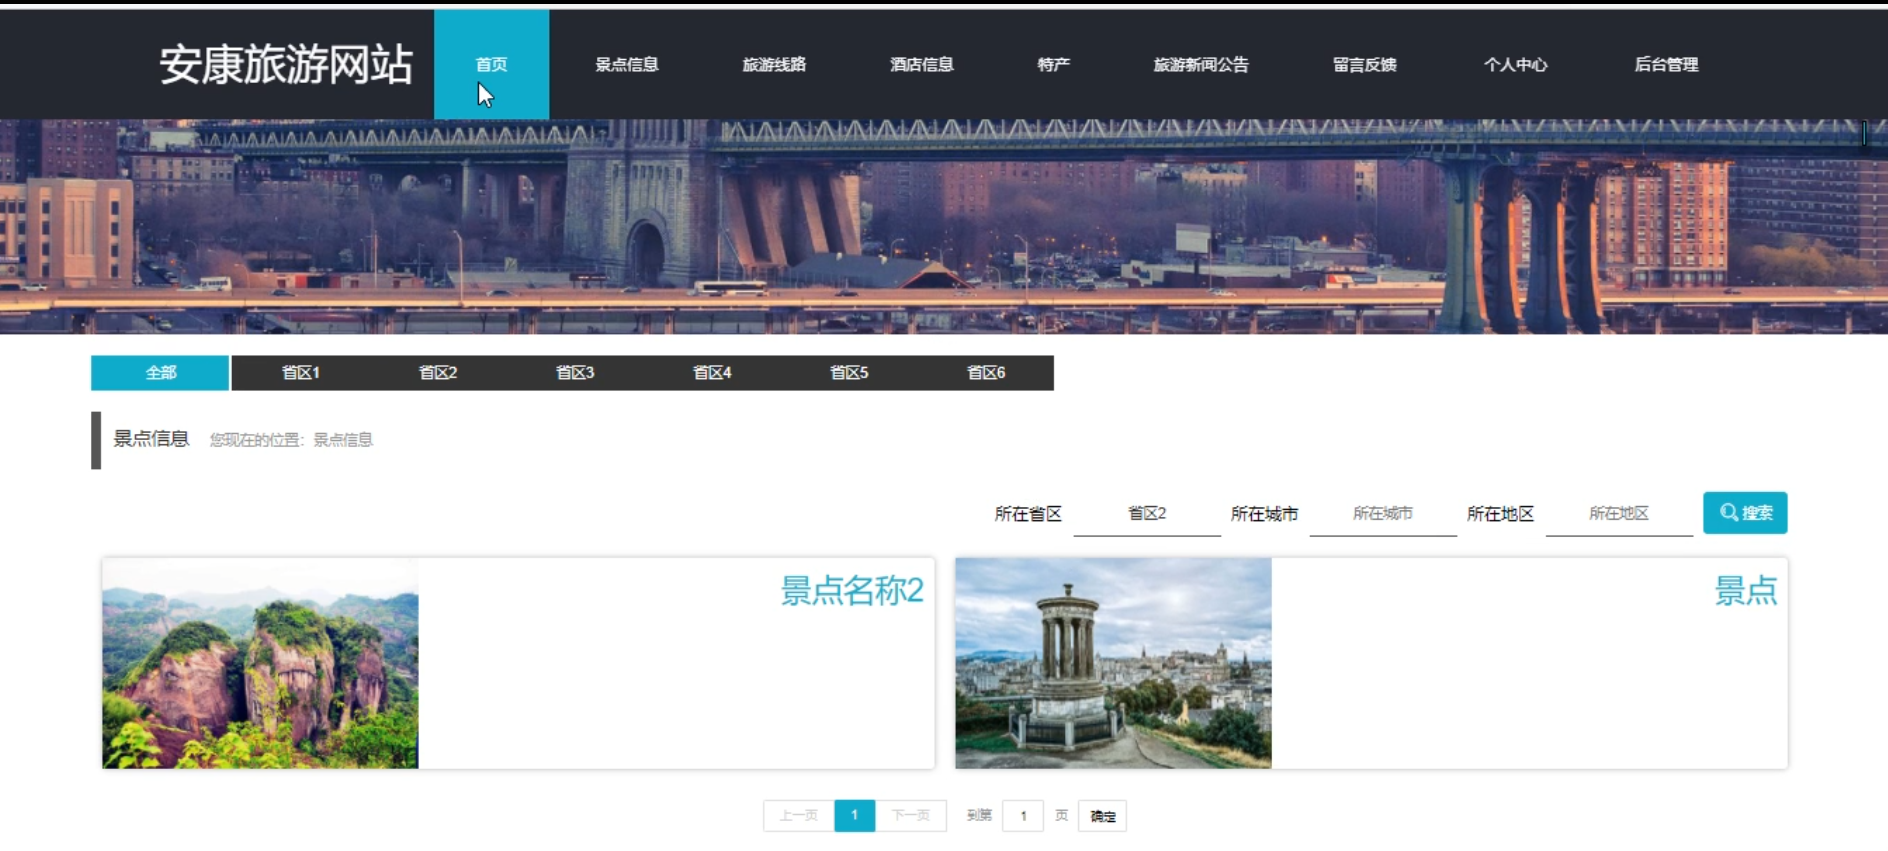 安康旅游网站 首页 景点信息 旅游线路 酒店信息 特产 旅游新闻公告 留言反馈 个人中心 后台管理
全部 省区1 省区2 省区3 省区4 省区5 省区6
景点信息 您现在的位置：景点信息
所在省区 省区2 所在城市 所在城市 所在地区 所在地区 搜索
景点名称2 景点
上一页 1 下一页 到第 1 页 确定